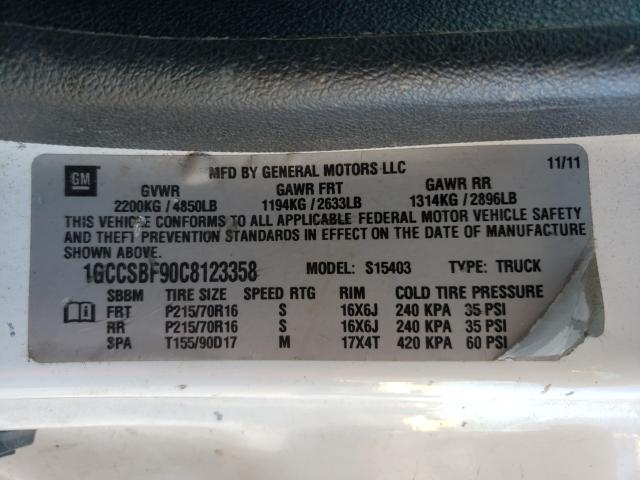 GM
MFD BY GENERAL MOTORS LLC 11/11
GVWR GAWR FRT GAWR RR
2200KG / 4850LB 1194KG / 2633LB 1314KG / 2896LB
THIS VEHICLE CONFORMS TO ALL APPLICABLE FEDERAL MOTOR VEHICLE SAFETY
AND THEFT PREVENTION STANDARDS IN EFFECT ON THE DATE OF MANUFACTURE
SHOWN ABOVE.
1GCCSBF90C8123358 MODEL: S15403 TYPE: TRUCK
SBBM TIRE SIZE SPEED RTG RIM COLD TIRE PRESSURE
FRT P215/70R16 S 16X6J 240 KPA 35 PSI
RR P215/70R16 S 16X6J 240 KPA 35 PSI
SPA T155/90D17 M 17X4T 420 KPA 60 PSI